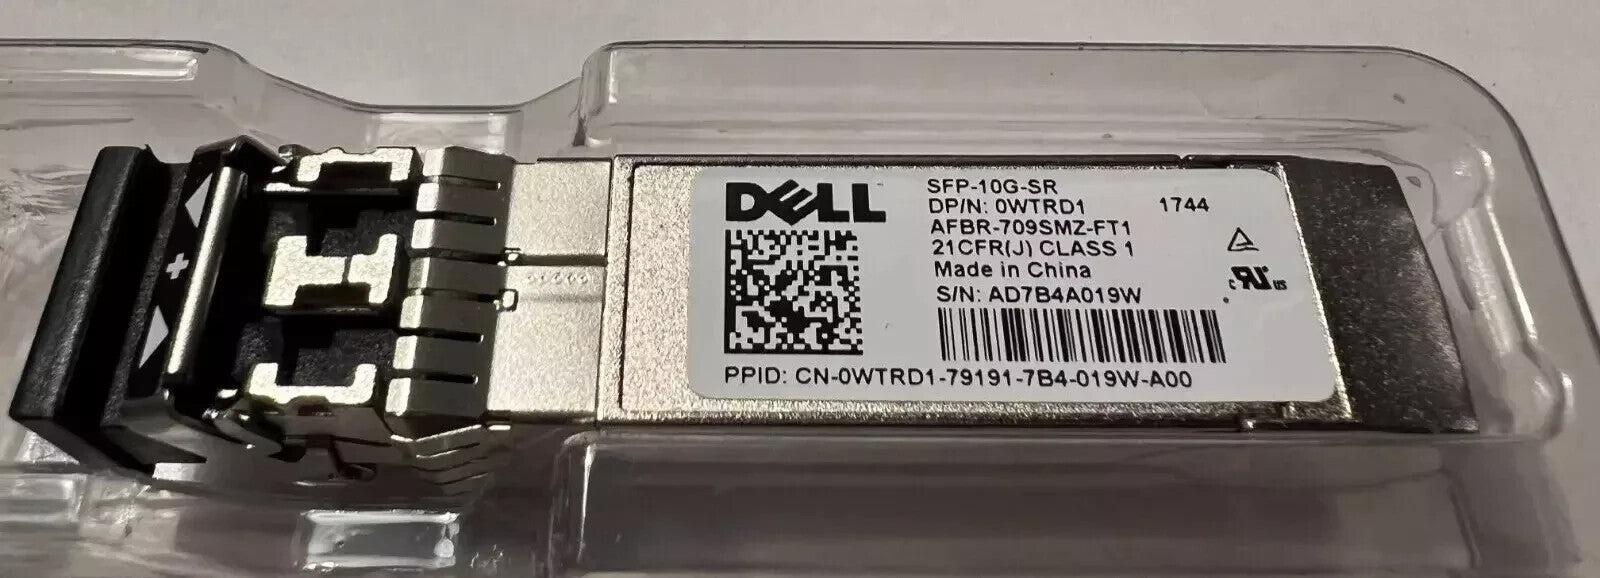 DELL
SFP-10G-SR
DP/N: 0WTRD1 1744
AFBR-709SMZ-FT1
21CFR(J) CLASS 1
Made in China
S/N: AD7B4A019W
PPID: CN-0WTRD1-79191-7B4-019W-A00